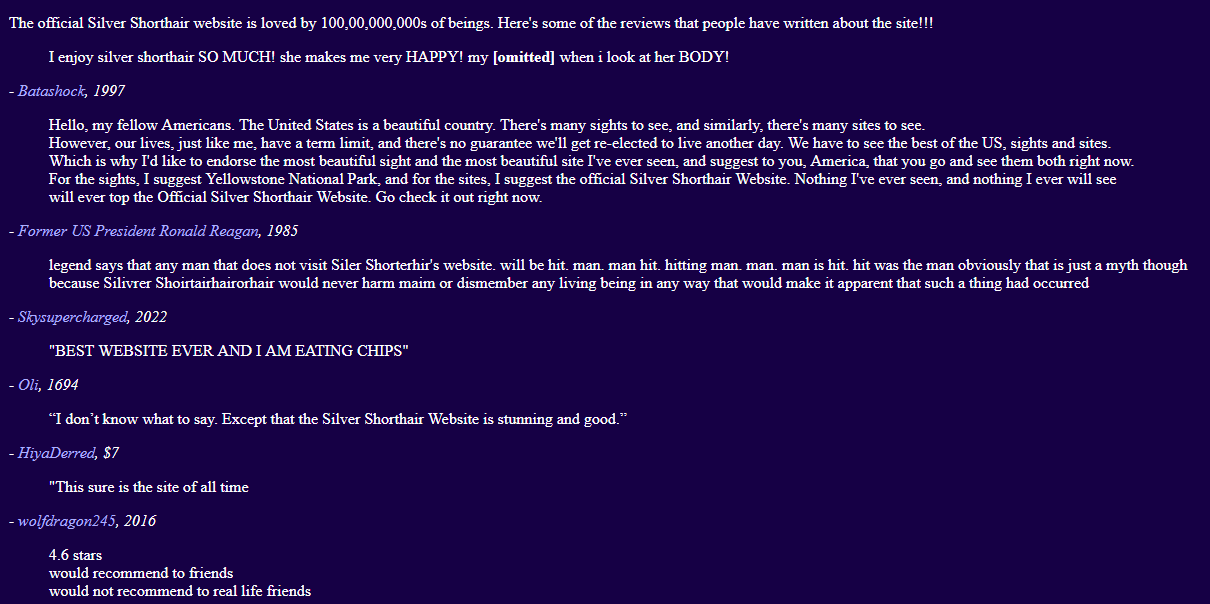 The official Silver Shorthair website is loved by 100,00,000,000s of beings. Here's some of the reviews that people have written about the site!!!
I enjoy silver shorthair SO MUCH! she makes me very HAPPY! my [omitted] when i look at her BODY!
- Batashock, 1997
Hello, my fellow Americans. The United States is a beautiful country. There's many sights to see, and similarly, there's many sites to see.
However, our lives, just like me, have a term limit, and there's no guarantee we'll get re-elected to live another day. We have to see the best of the US, sights and sites.
Which is why I'd like to endorse the most beautiful sight and the most beautiful site I've ever seen, and suggest to you, America, that you go and see them both right now.
For the sights, I suggest Yellowstone National Park, and for the sites, I suggest the official Silver Shorthair Website. Nothing I've ever seen, and nothing I ever will see
will ever top the Official Silver Shorthair Website. Go check it out right now.
- Former US President Ronald Reagan, 1985
legend says that any man that does not visit Siler Shorterhir's website. will be hit. man. man hit. hitting man. man. man is hit. hit was the man obviously that is just a myth though
because Silivrer Shoirtairhairorhair would never harm maim or dismember any living being in any way that would make it apparent that such a thing had occurred
- Skysupercharged, 2022
"BEST WEBSITE EVER AND I AM EATING CHIPS"
- Oli, 1694
“I don’t know what to say. Except that the Silver Shorthair Website is stunning and good.”
- HiyaDerred, $7
"This sure is the site of all time
- wolfdragon245, 2016
4.6 stars
would recommend to friends
would not recommend to real life friends